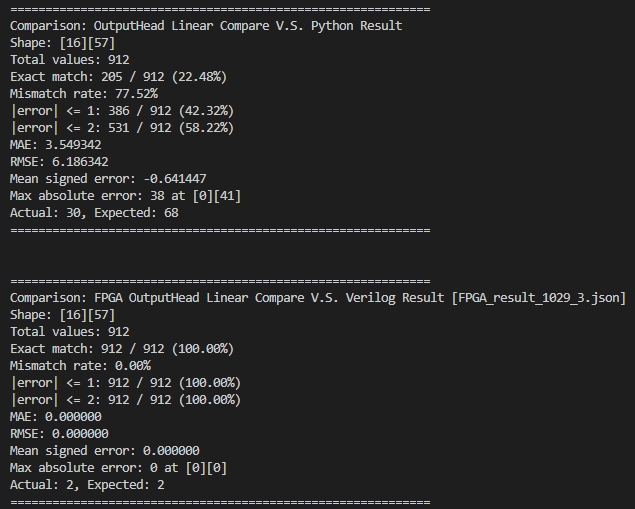 ============================================================
Comparison: OutputHead Linear Compare V.S. Python Result
Shape: [16][57]
Total values: 912
Exact match: 205 / 912 (22.48%)
Mismatch rate: 77.52%
|error| <= 1: 386 / 912 (42.32%)
|error| <= 2: 531 / 912 (58.22%)
MAE: 3.549342
RMSE: 6.186342
Mean signed error: -0.641447
Max absolute error: 38 at [0][41]
Actual: 30, Expected: 68
============================================================
============================================================
Comparison: FPGA OutputHead Linear Compare V.S. Verilog Result [FPGA_result_1029_3.json]
Shape: [16][57]
Total values: 912
Exact match: 912 / 912 (100.00%)
Mismatch rate: 0.00%
|error| <= 1: 912 / 912 (100.00%)
|error| <= 2: 912 / 912 (100.00%)
MAE: 0.000000
RMSE: 0.000000
Mean signed error: 0.000000
Max absolute error: 0 at [0][0]
Actual: 2, Expected: 2
============================================================